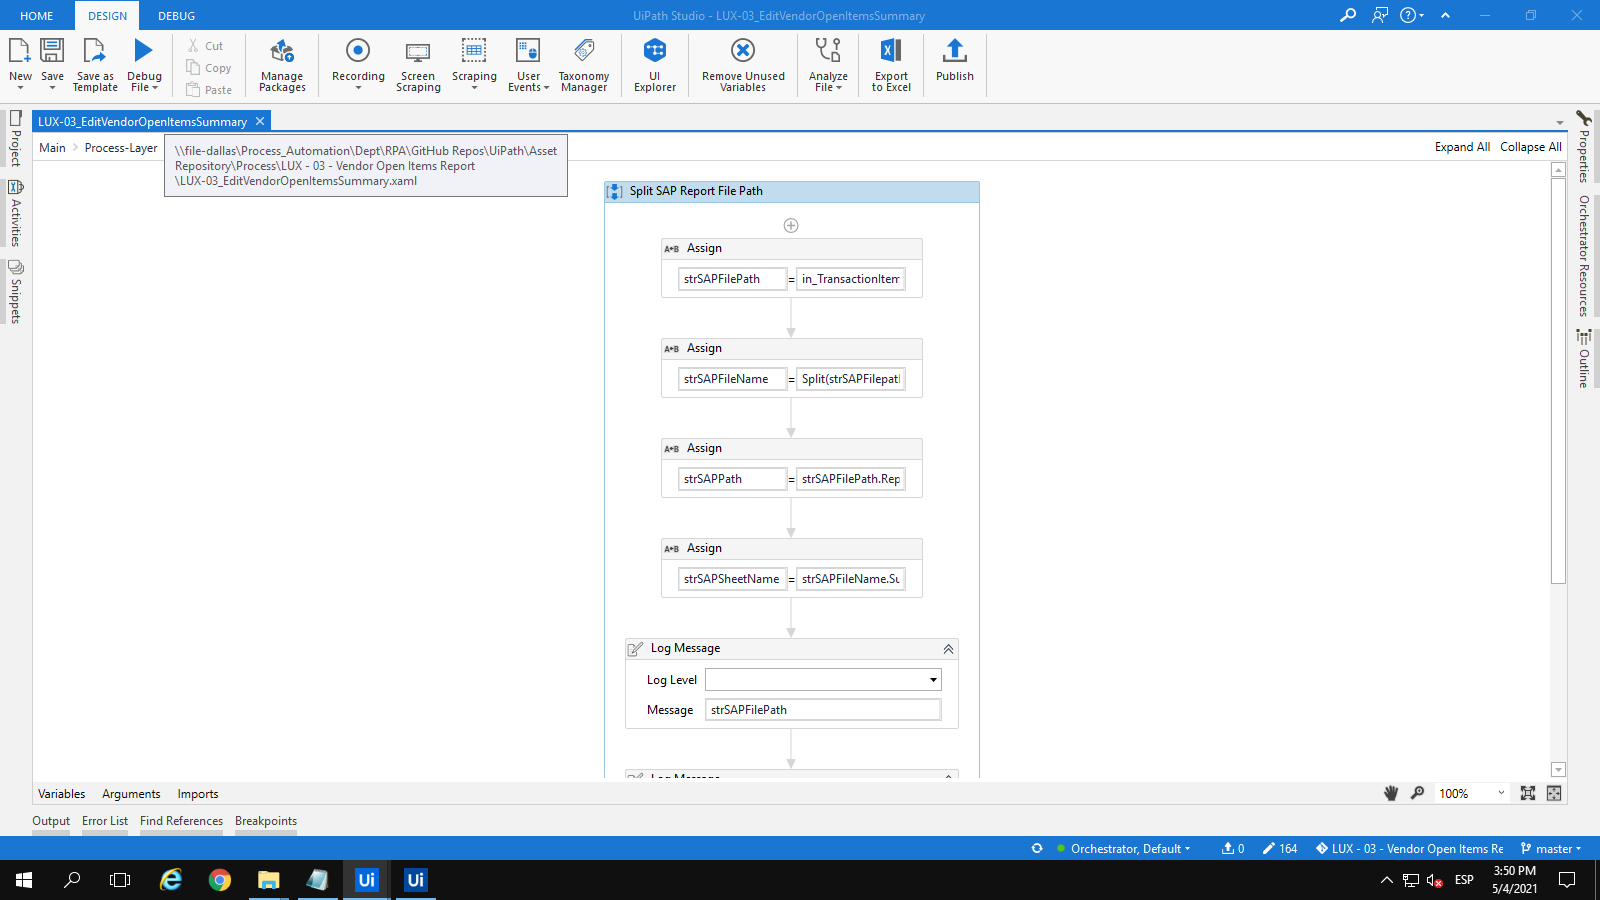 HOME DESIGN DEBUG
UiPath Studio - LUX-03_EditVendorOpenItemsSummary
New
Save
Save as
Template
Debug
File
Cut
Copy
Paste
Manage
Packages
Recording
Screen
Scraping
Scraping
User
Events
Taxonomy
Manager
UI
Explorer
Remove Unused
Variables
Analyze
File
Export
to Excel
Publish
LUX-03_EditVendorOpenItemsSummary
Main > Process-Layer
Expand All Collapse All
\\file-dallas\Process_Automation\Dept\RPA\GitHub Repos\UiPath\Asset
Repository\Process\LUX - 03 - Vendor Open Items Report
\LUX-03_EditVendorOpenItemsSummary.xaml
Project
Activities
Snippets
Properties
Orchestrator Resources
Outline
Split SAP Report File Path
A+B Assign
strSAPFilePath = in_TransactionItem
A+B Assign
strSAPFileName = Split(strSAPFilepat
A+B Assign
strSAPPath = strSAPFilePath.Rep
A+B Assign
strSAPSheetName = strSAPFileName.Su
Log Message
Log Level
Message strSAPFilePath
Log Message
Variables Arguments Imports
100%
Output Error List Find References Breakpoints
Orchestrator, Default 0 164 LUX - 03 - Vendor Open Items Re master
Ui
Ui
ESP
3:50 PM
5/4/2021